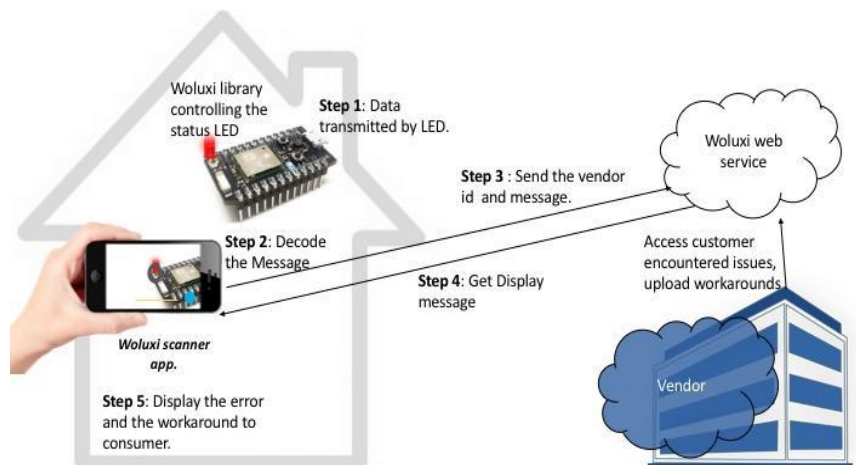 Woluxi library
controlling the
status LED
Step 1: Data
transmitted by LED.
Woluxi web
service
Step 3 : Send the vendor
id and message.
Step 2: Decode
the Message
Access customer
encountered issues,
upload workarounds
Step 4: Get Display
message
Woluxi scanner
app.
Vendor
Step 5: Display the error
and the workaround to
consumer.